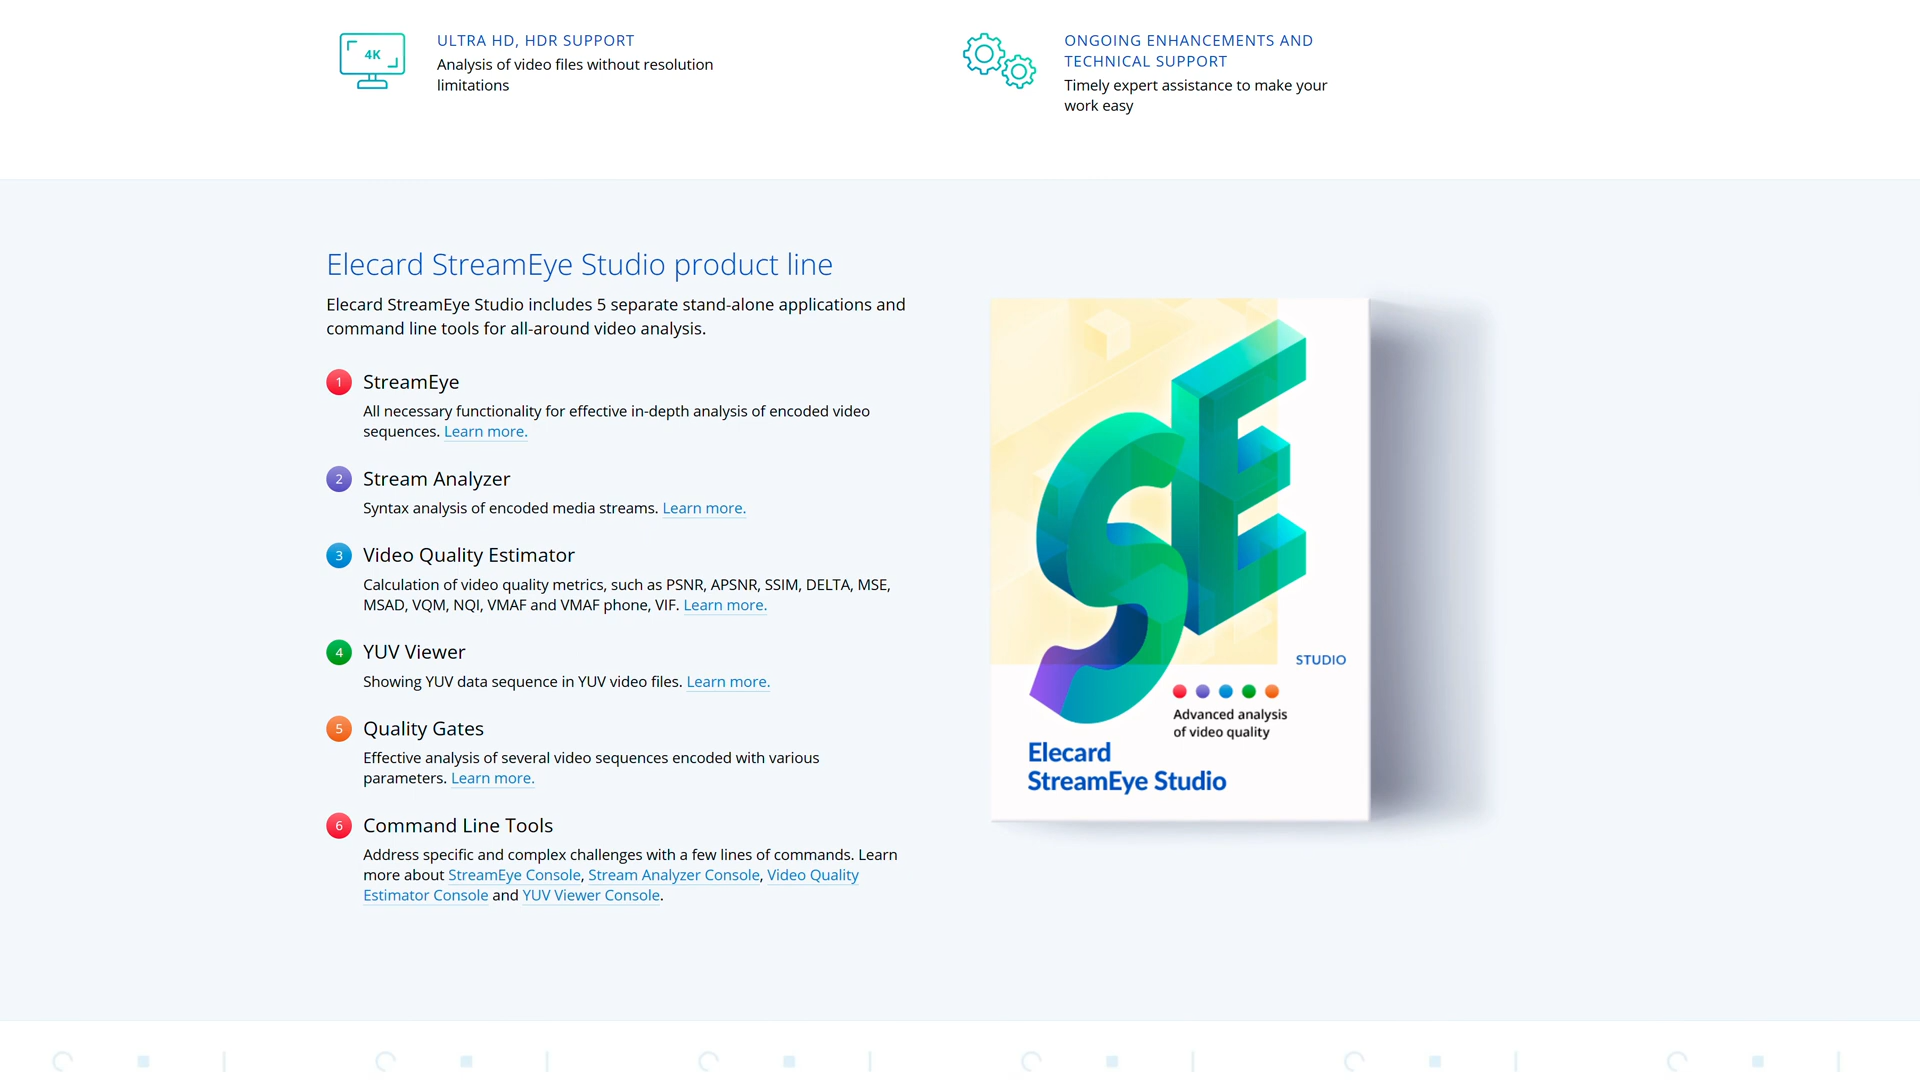 4K
ULTRA HD, HDR SUPPORT
Analysis of video files without resolution
limitations
ONGOING ENHANCEMENTS AND
TECHNICAL SUPPORT
Timely expert assistance to make your
work easy
Elecard StreamEye Studio product line
Elecard StreamEye Studio includes 5 separate stand-alone applications and
command line tools for all-around video analysis.
1 StreamEye
All necessary functionality for effective in-depth analysis of encoded video
sequences. Learn more.
2 Stream Analyzer
Syntax analysis of encoded media streams. Learn more.
3 Video Quality Estimator
Calculation of video quality metrics, such as PSNR, APSNR, SSIM, DELTA, MSE,
MSAD, VQM, NQI, VMAF and VMAF phone, VIF. Learn more.
4 YUV Viewer
Showing YUV data sequence in YUV video files. Learn more.
5 Quality Gates
Effective analysis of several video sequences encoded with various
parameters. Learn more.
6 Command Line Tools
Address specific and complex challenges with a few lines of commands. Learn
more about StreamEye Console, Stream Analyzer Console, Video Quality
Estimator Console and YUV Viewer Console.
SE
STUDIO
Advanced analysis
of video quality
Elecard
StreamEye Studio